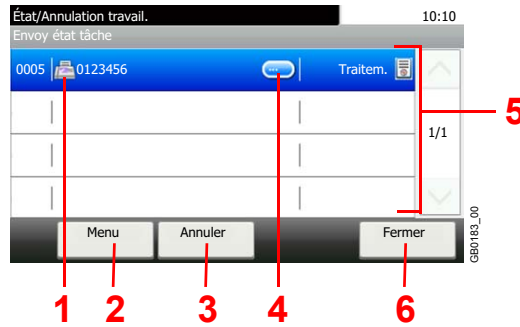 État/Annulation travail. 10:10
Envoy état tâche
0005 0123456 Traitem.
5
1/1
Menu Annuler Fermer
GB0183_00
1 2 3 4 6